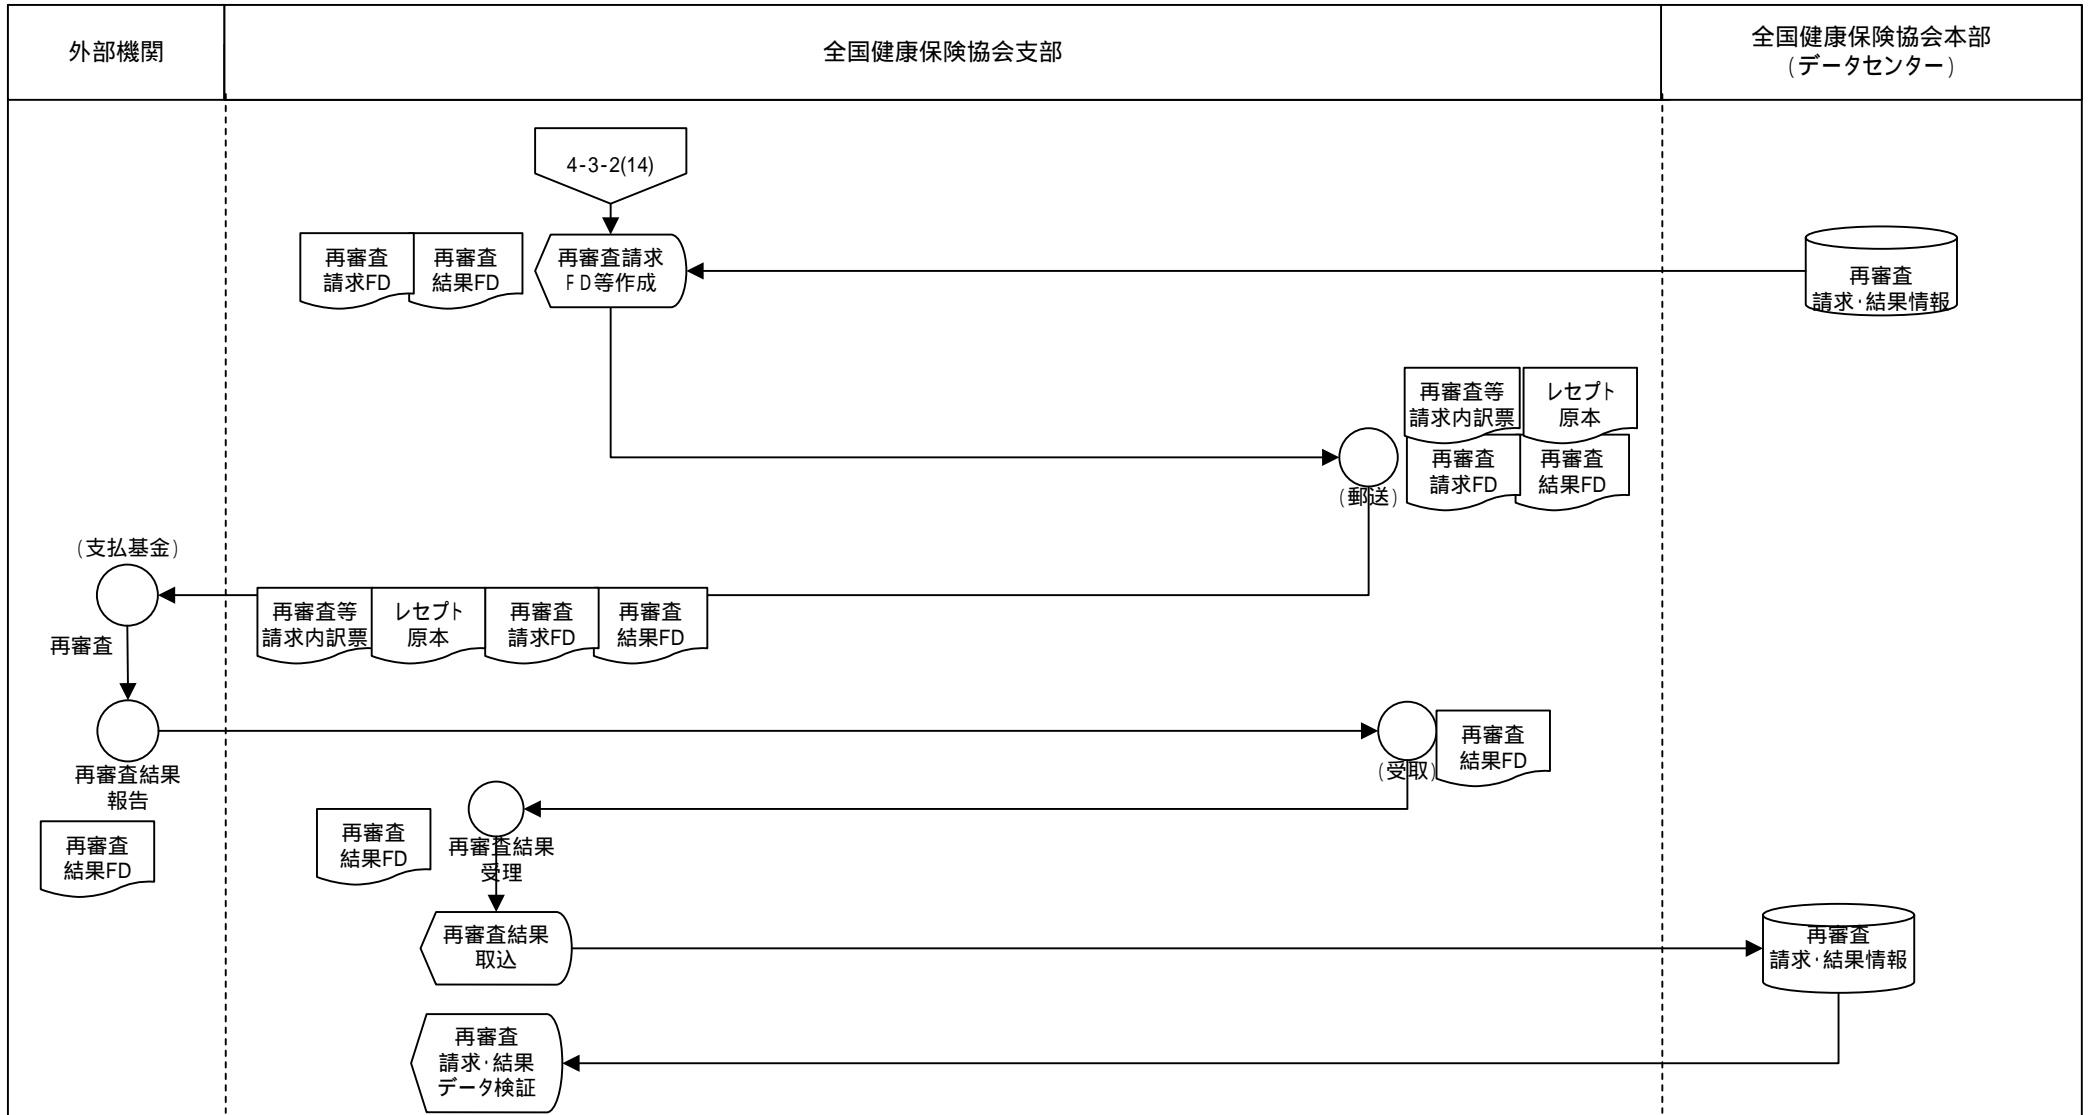 外部機関
全国健康保険協会支部
全国健康保険協会本部
(データセンター)
4-3-2(14)
再審査
請求FD
再審査
結果FD
再審査請求
FD等作成
再審査
請求・結果情報
再審査等
請求内訳票
レセプト
原本
再審査
請求FD
再審査
結果FD
(郵送)
(支払基金)
再審査等
請求内訳票
レセプト
原本
再審査
請求FD
再審査
結果FD
再審査
再審査結果
報告
再審査
結果FD
(受取)
再審査
結果FD
再審査
結果FD
再審査結果
受理
再審査結果
取込
再審査
請求・結果情報
再審査
請求・結果
データ検証